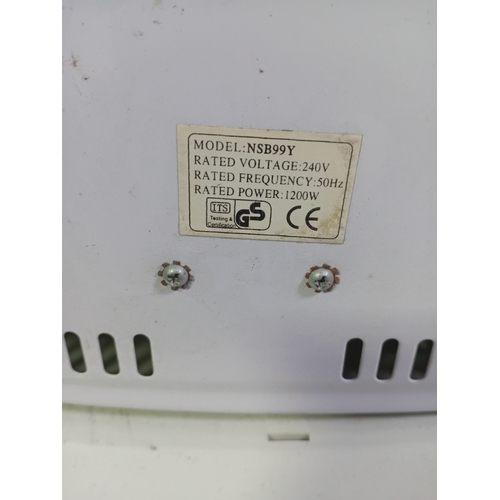 MODEL:NSB99Y
RATED VOLTAGE:240V
RATED FREQUENCY:50Hz
RATED POWER:1200W
ITS GS CE
Testing &
Certification